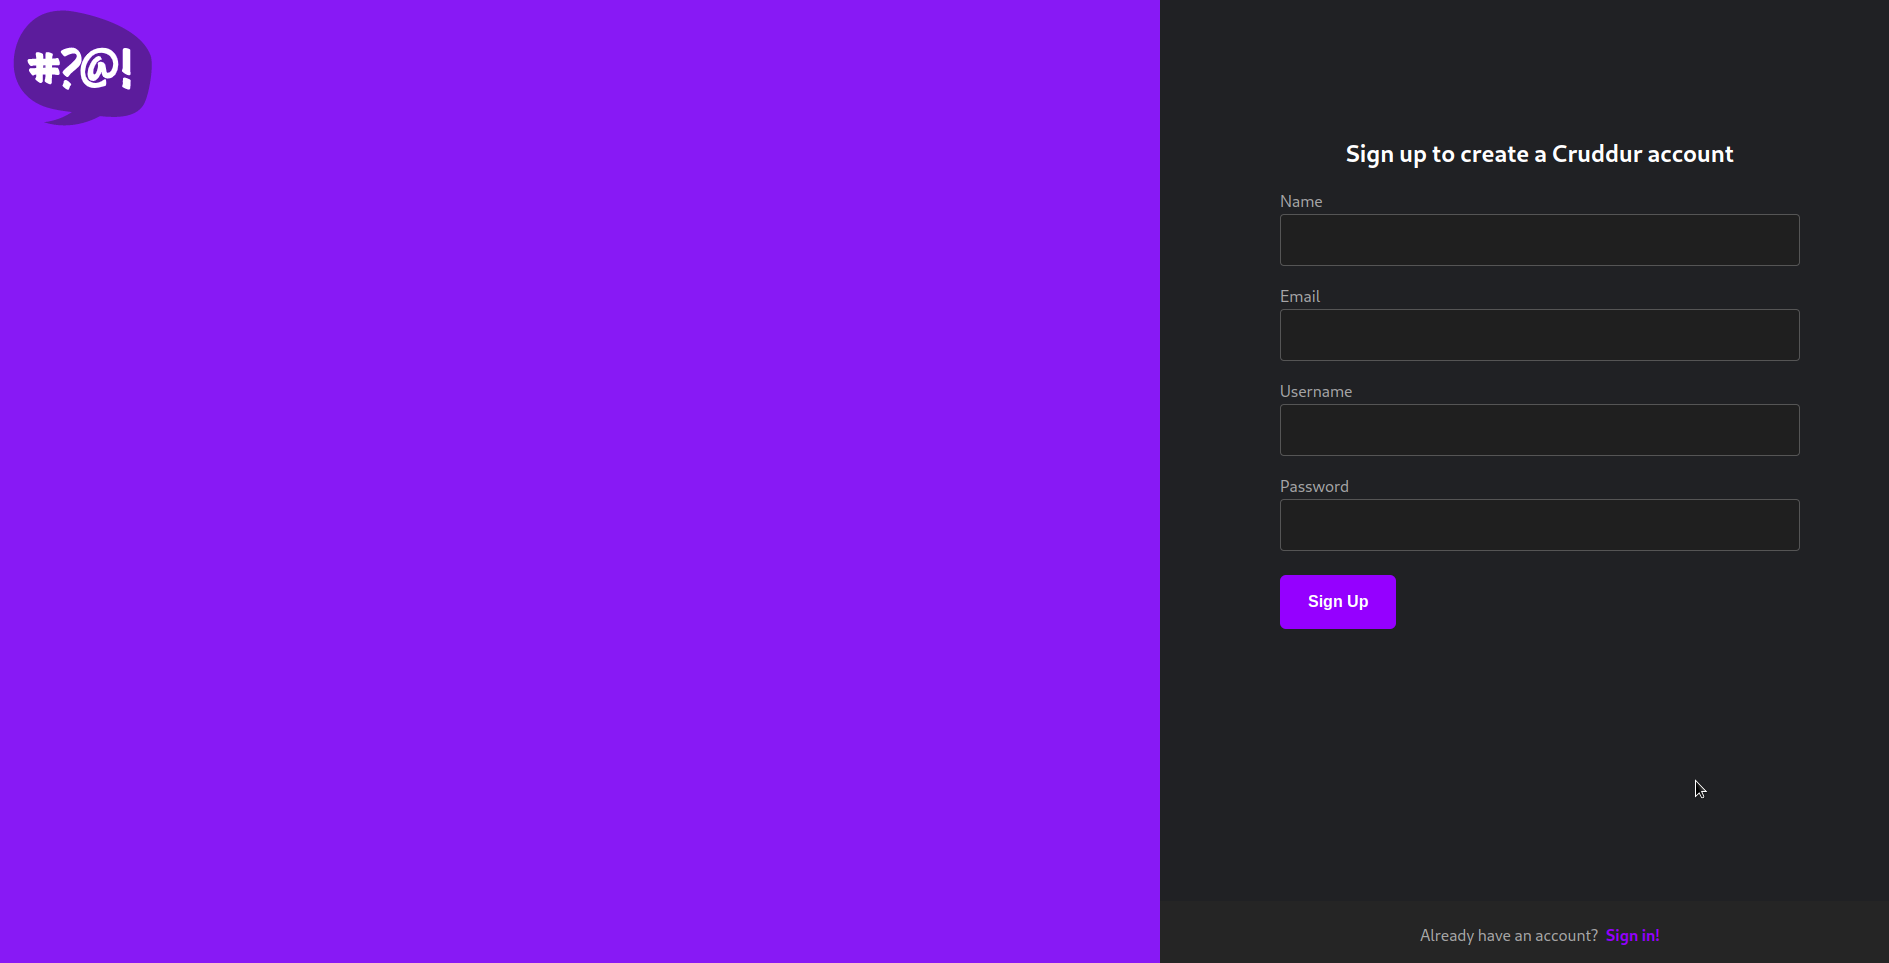 #?@!
Sign up to create a Cruddur account
Name
Email
Username
Password
Sign Up
Already have an account? Sign in!